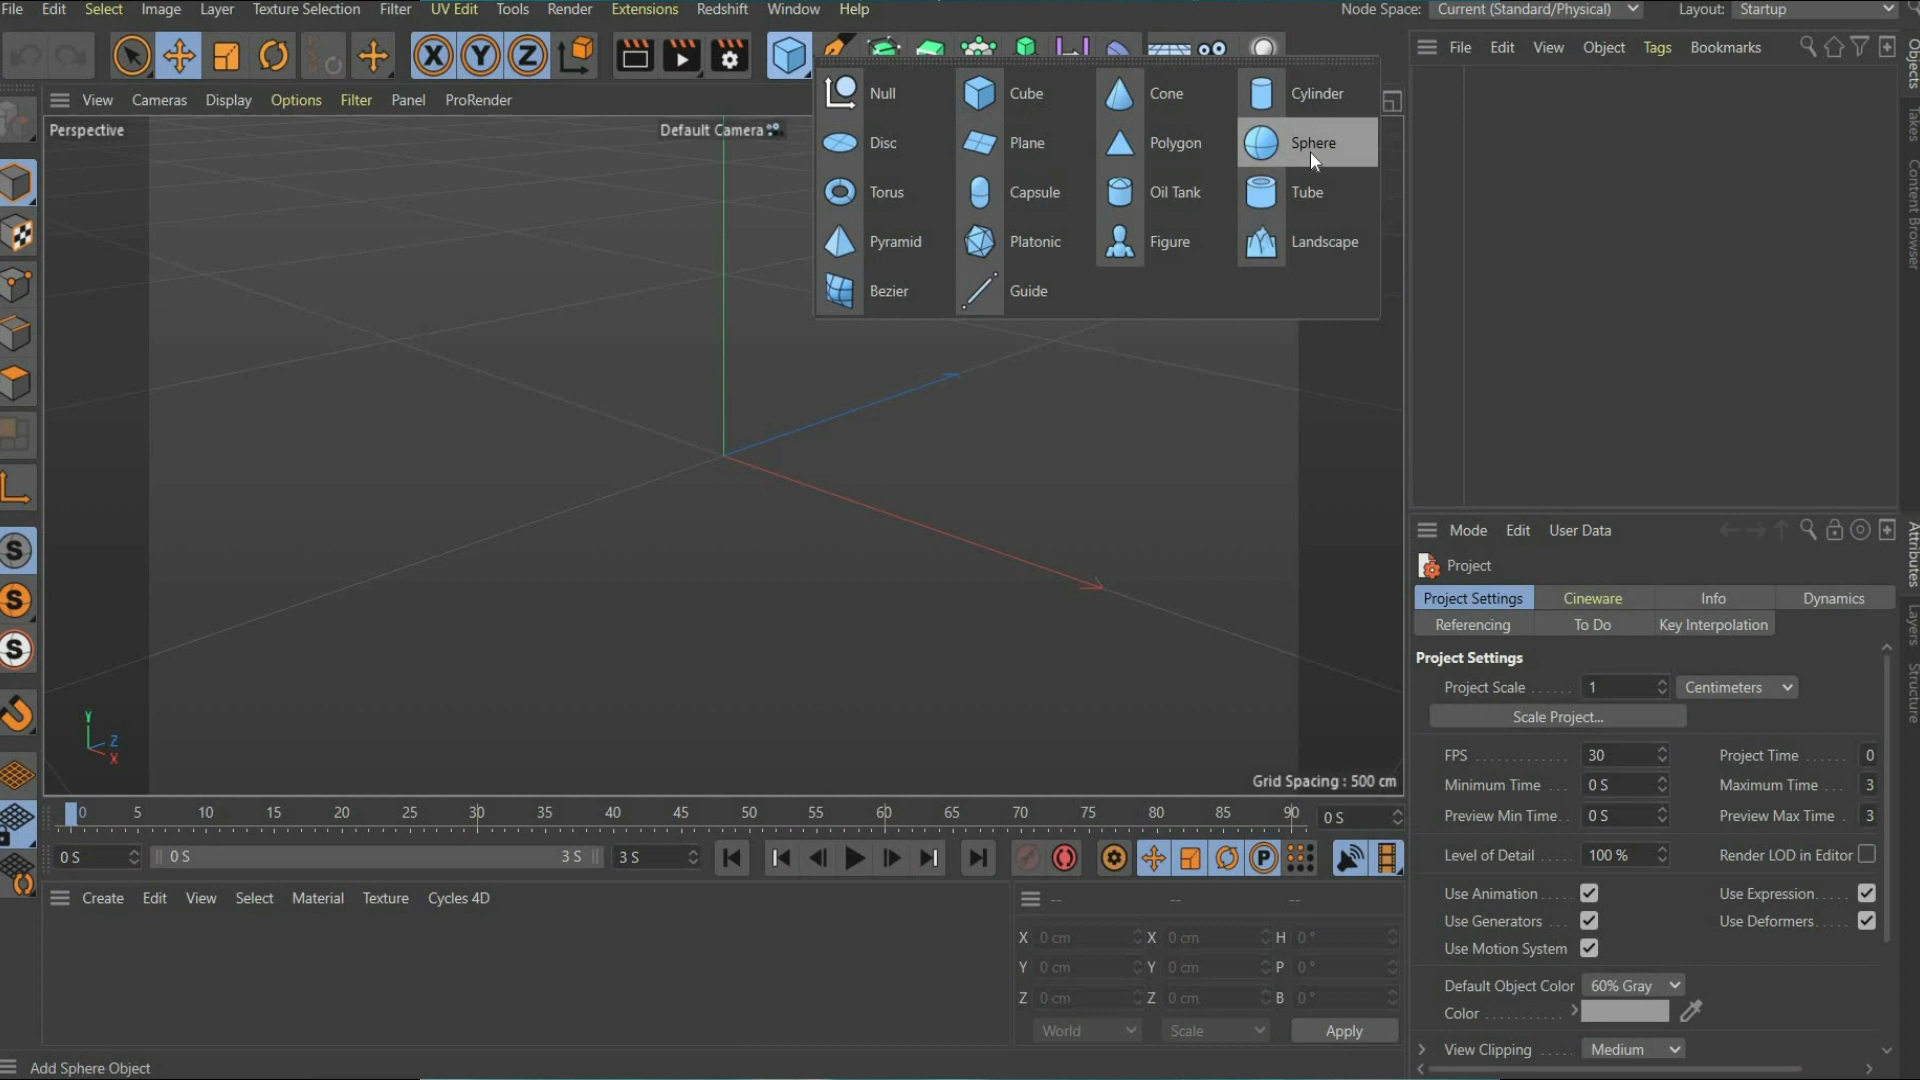 File Edit Select Image Layer Texture Selection Filter UV Edit Tools Render Extensions Redshift Window Help Node Space: Current (Standard/Physical) Layout: Startup
File Edit View Object Tags Bookmarks
View Cameras Display Options Filter Panel ProRender
Null Cube Cone Cylinder
Perspective Default Camera
Disc Plane Polygon Sphere
Torus Capsule Oil Tank Tube
Pyramid Platonic Figure Landscape
Bezier Guide
Objects
Takes
Content Browser
Mode Edit User Data
Project
Project Settings Cineware Info Dynamics
Referencing To Do Key Interpolation
Attributes
Layers
Structure
Project Settings
Project Scale 1 Centimeters
Scale Project...
FPS 30 Project Time 0
Minimum Time 0 S Maximum Time 3
Preview Min Time 0 S Preview Max Time 3
Level of Detail 100 % Render LOD in Editor
Use Animation Use Expression
Use Generators Use Deformers
Use Motion System
Default Object Color 60% Gray
Color
View Clipping Medium
Y
Z
X
Grid Spacing : 500 cm
0 5 10 15 20 25 30 35 40 45 50 55 60 65 70 75 80 85 90 0 S
0 S 0 S 3 S 3 S
Create Edit View Select Material Texture Cycles 4D
-- -- --
X 0 cm X 0 cm H 0 °
Y 0 cm Y 0 cm P 0 °
Z 0 cm Z 0 cm B 0 °
World Scale Apply
Add Sphere Object